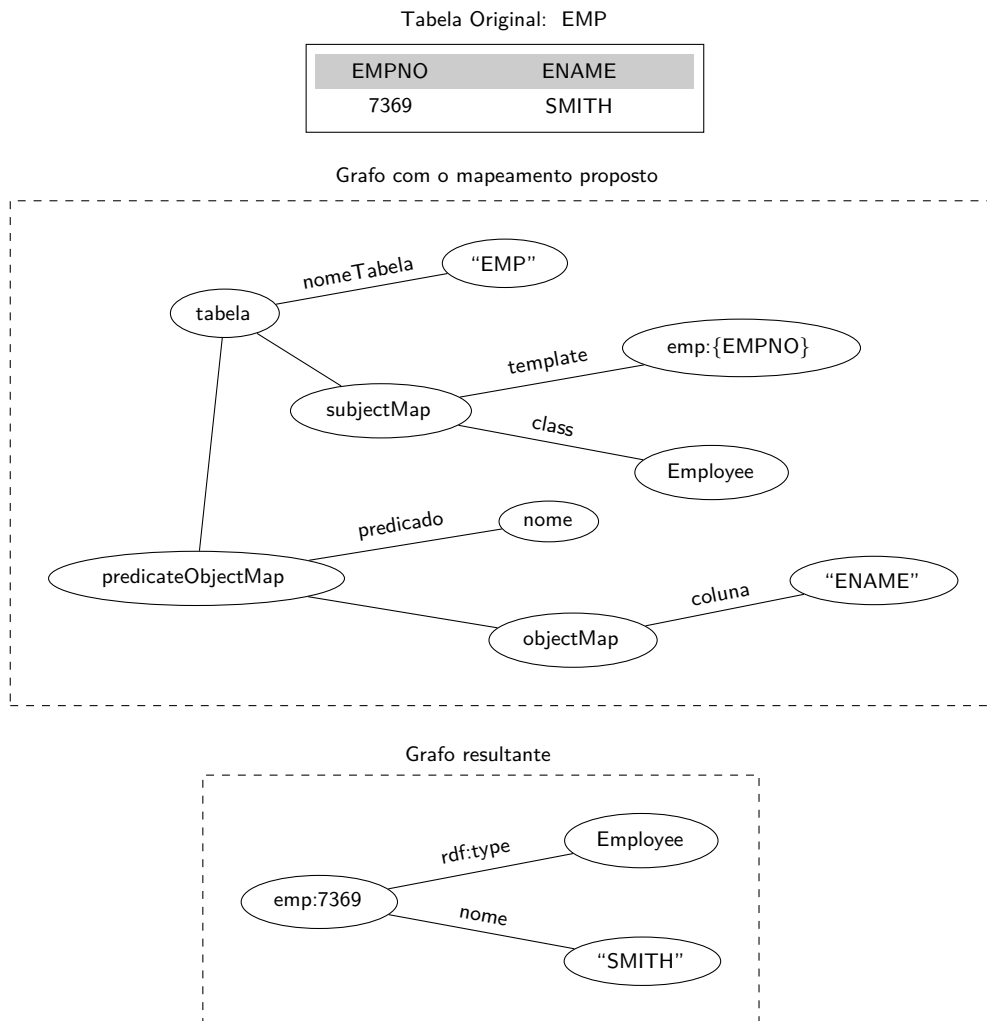 Tabela Original: EMP
EMPNO ENAME
7369 SMITH
Grafo com o mapeamento proposto
nomeTabela
“EMP”
tabela
template
emp:{EMPNO}
subjectMap
class
Employee
predicado
nome
predicateObjectMap
coluna
“ENAME”
objectMap
Grafo resultante
rdf:type
Employee
emp:7369
nome
“SMITH”